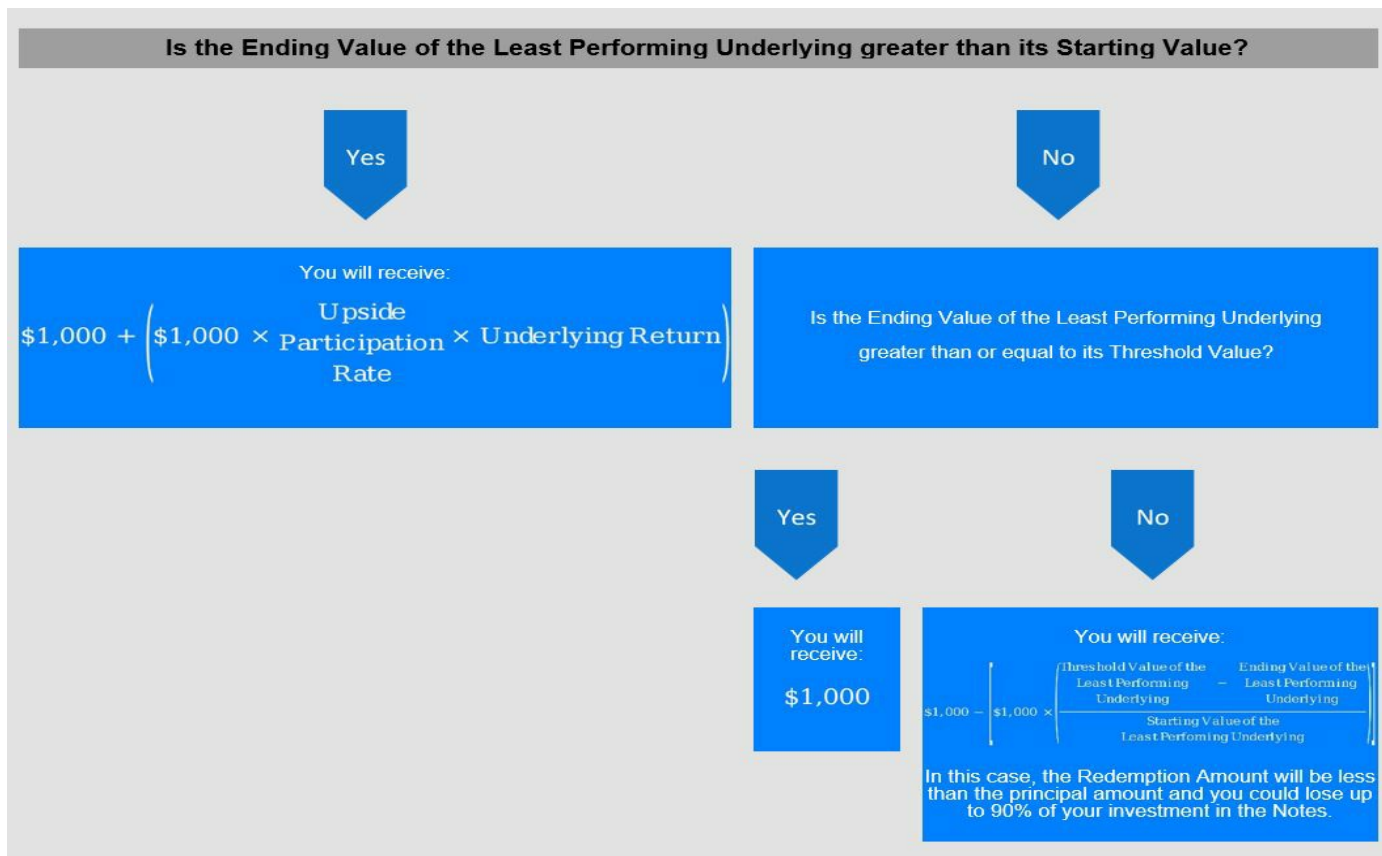 Is the Ending Value of the Least Performing Underlying greater than its Starting Value?
Yes
No
You will receive:
$1,000 + ($1,000 × Upside Participation Rate × Underlying Return)
Is the Ending Value of the Least Performing Underlying
greater than or equal to its Threshold Value?
Yes
No
You will
receive:
$1,000
You will receive:
Threshold Value of the
Least Performing
Underlying
−
Ending Value of the
Least Performing
Underlying
$1,000 − [$1,000 ×
Starting Value of the
Least Perfoming Underlying
In this case, the Redemption Amount will be less
than the principal amount and you could lose up
to 90% of your investment in the Notes.